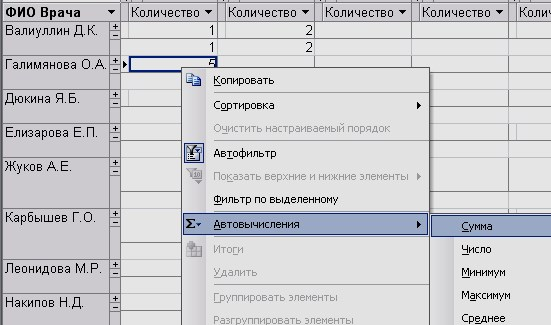 ФИО Врача Количество Количество Количество Количество Количество
Валиуллин Д.К. 1 2
1 2
Галимянова О.А. 5
Копировать
Дюкина Я.Б.
Сортировка
Елизарова Е.П.
Очистить настраиваемый порядок
Автофильтр
Жуков А.Е.
Показать верхние и нижние элементы
Фильтр по выделенному
Карбышев Г.О.
Автовычисления Сумма
Итоги Число
Леонидова М.Р.
Удалить Минимум
Накипов Н.Д.
Группировать элементы Максимум
Разгруппировать элементы Среднее